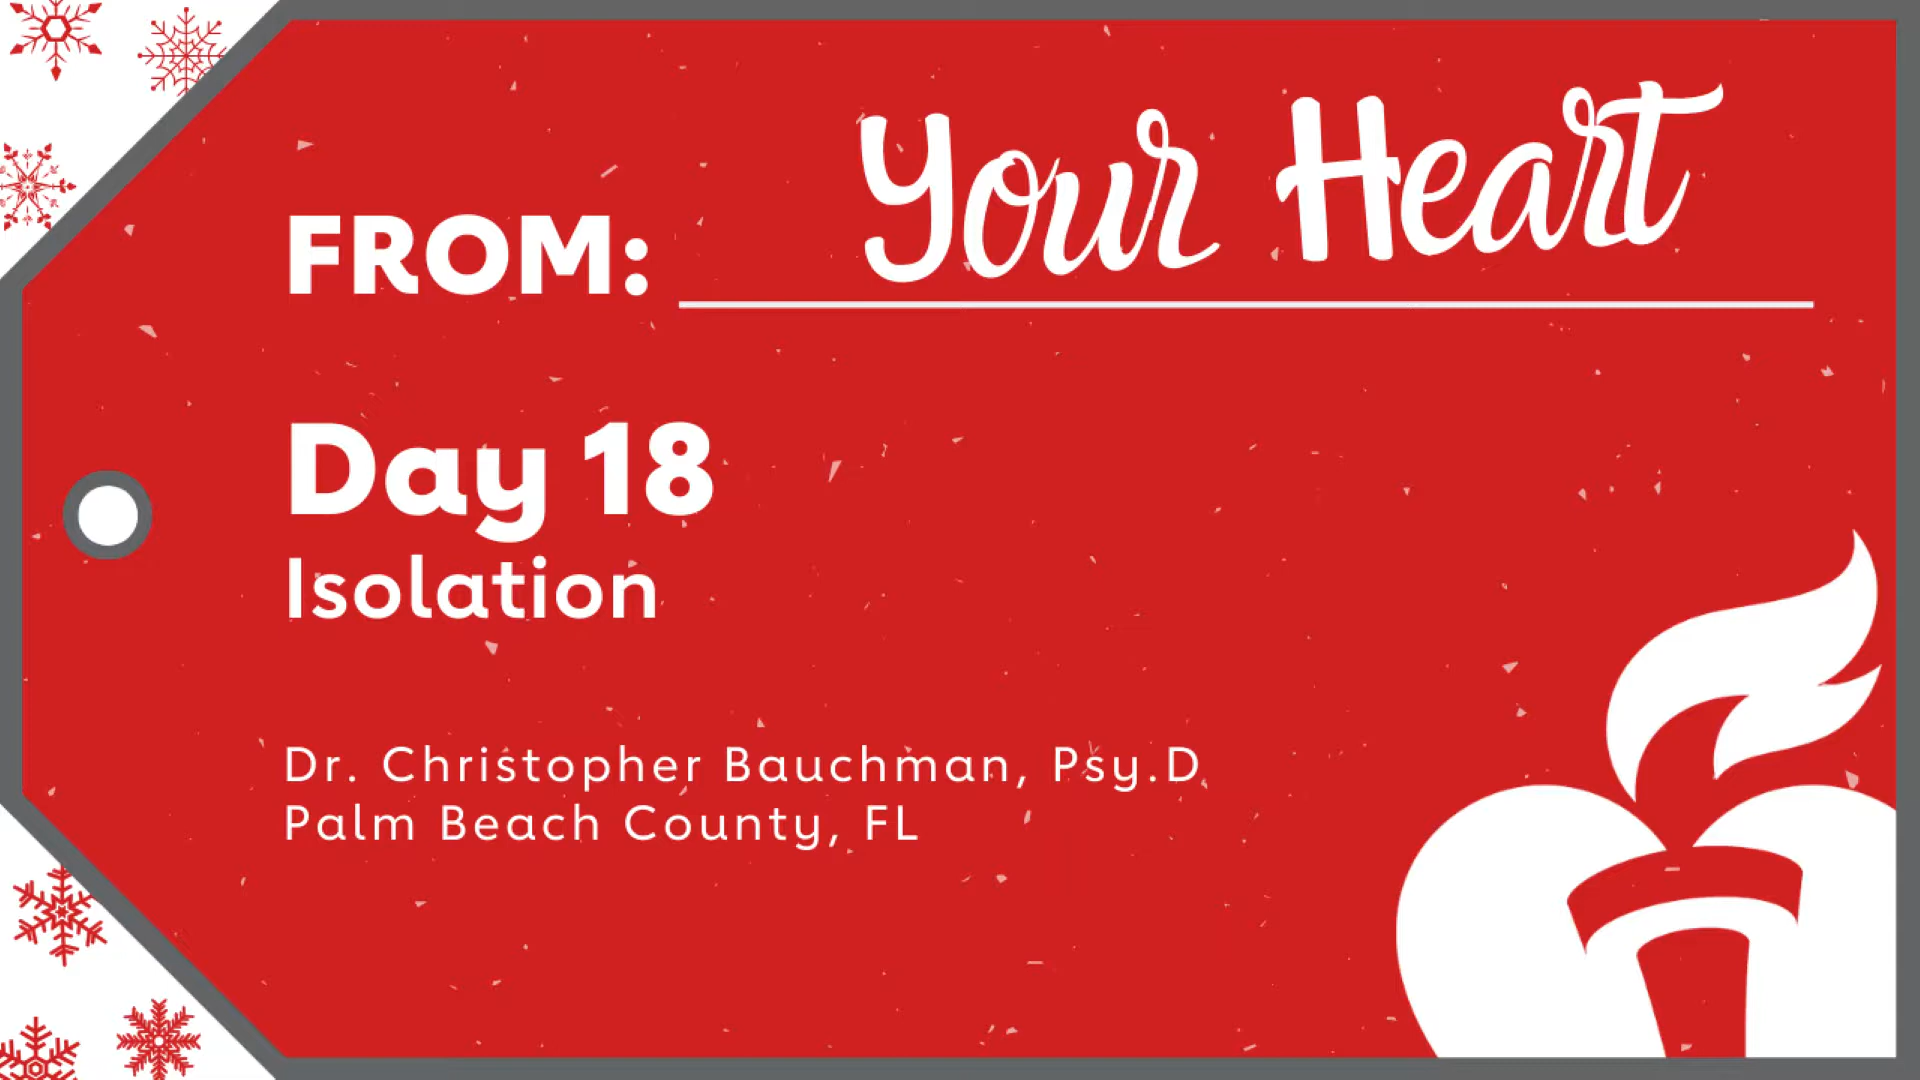 FROM: Your Heart
Day 18
Isolation
Dr. Christopher Bauchman, Psy.D
Palm Beach County, FL